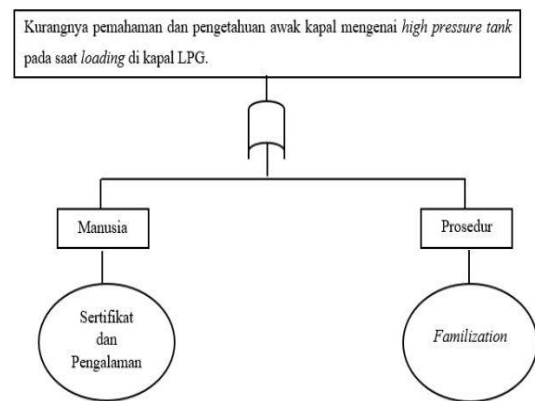 Kurangnya pemahaman dan pengetahuan awak kapal mengenai high pressure tank
pada saat loading di kapal LPG.
Manusia
Prosedur
Sertifikat
dan
Pengalaman
Familization